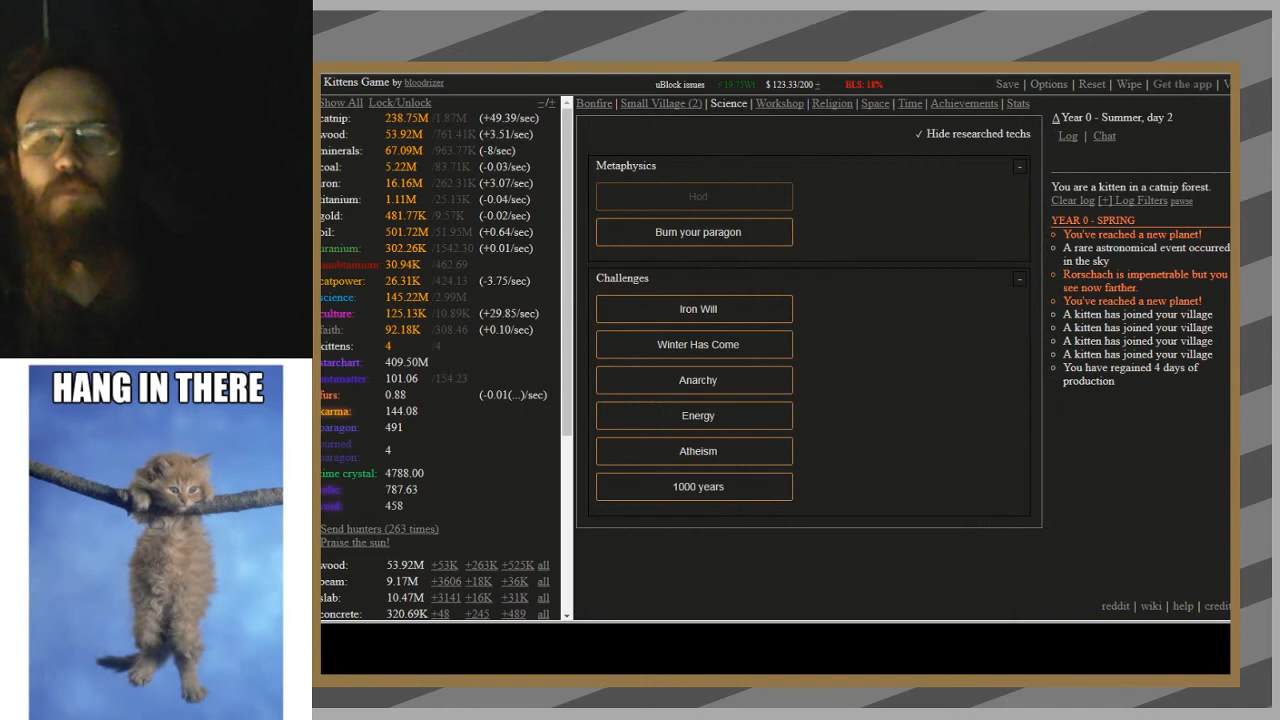 HANG IN THERE
Kittens Game by bloodrizer
uBlock issues
$ 123.33/200 ±
BLS: 18%
Save | Options | Reset | Wipe | Get the app |
Show All Lock/Unlock −/+
Bonfire | Small Village (2) | Science | Workshop | Religion | Space | Time | Achievements | Stats
catnip: 238.75M /1.87M (+49.39/sec)
wood: 53.92M /761.41K (+3.51/sec)
minerals: 67.09M /963.77K (-8/sec)
coal: 5.22M /83.71K (-0.03/sec)
iron: 16.16M /262.31K (+3.07/sec)
titanium: 1.11M /25.13K (-0.04/sec)
gold: 481.77K /9.57K (-0.02/sec)
oil: 501.72M /51.95M (+0.64/sec)
uranium: 302.26K /1542.30 (+0.01/sec)
unobtainium: 30.94K /462.69
catpower: 26.31K /424.13 (-3.75/sec)
science: 145.22M /2.99M
culture: 125.13K /10.89K (+29.85/sec)
faith: 92.18K /308.46 (+0.10/sec)
kittens: 4 /4
starchart: 409.50M
antimatter: 101.06 /154.23
furs: 0.88 (-0.01(...)/sec)
karma: 144.08
paragon: 491
burned
paragon: 4
time crystal: 4788.00
relic: 787.63
void: 458
Send hunters (263 times)
Praise the sun!
wood: 53.92M +53K +263K +525K all
beam: 9.17M +3606 +18K +36K all
slab: 10.47M +3141 +16K +31K all
concrete: 320.69K +48 +245 +489 all
✓ Hide researched techs
Metaphysics -
Hod
Burn your paragon
Challenges -
Iron Will
Winter Has Come
Anarchy
Energy
Atheism
1000 years
Year 0 - Summer, day 2
Log | Chat
You are a kitten in a catnip forest.
Clear log [+] Log Filters pawse
YEAR 0 - SPRING
You've reached a new planet!
A rare astronomical event occurred
in the sky
Rorschach is impenetrable but you
see now farther.
You've reached a new planet!
A kitten has joined your village
A kitten has joined your village
A kitten has joined your village
A kitten has joined your village
You have regained 4 days of
production
reddit | wiki | help | credit